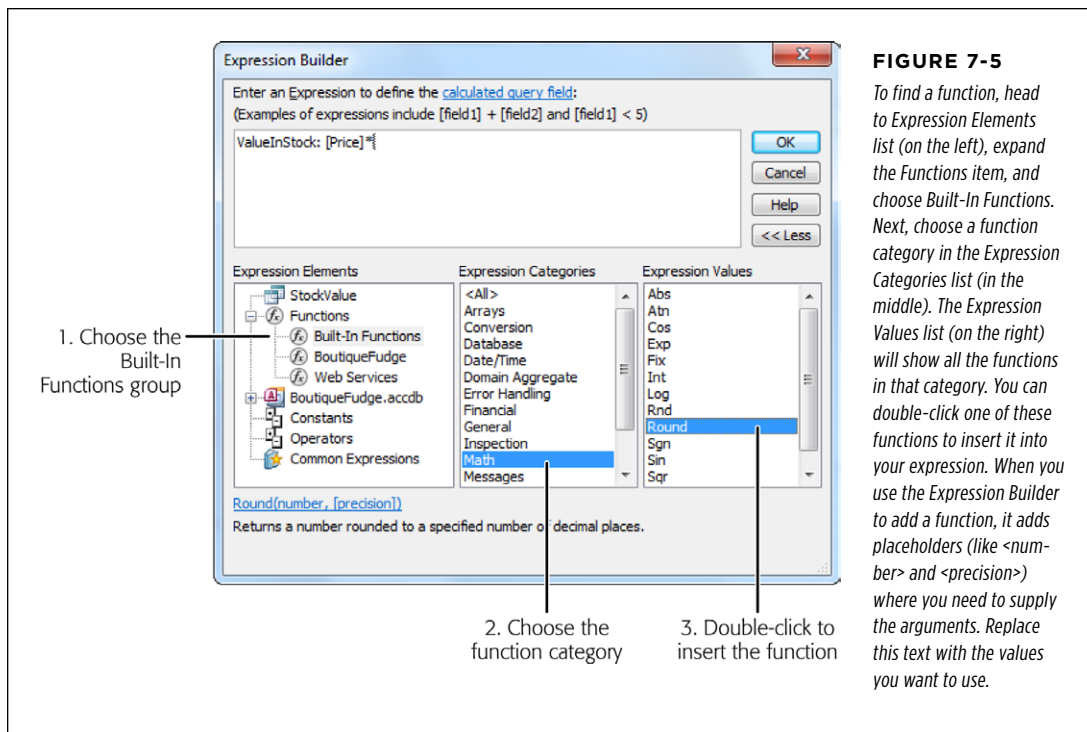 Expression Builder
Enter an Expression to define the calculated query field:
(Examples of expressions include [field1] + [field2] and [field1] < 5)
ValueInStock: [Price]*
OK
Cancel
Help
<< Less
Expression Elements
StockValue
Functions
Built-In Functions
BoutiqueFudge
Web Services
BoutiqueFudge.accdb
Constants
Operators
Common Expressions
Expression Categories
<All>
Arrays
Conversion
Database
Date/Time
Domain Aggregate
Error Handling
Financial
General
Inspection
Math
Messages
Expression Values
Abs
Atn
Cos
Exp
Fix
Int
Log
Rnd
Round
Sgn
Sin
Sqr
Round(number, [precision])
Returns a number rounded to a specified number of decimal places.
1. Choose the
Built-In
Functions group
2. Choose the
function category
3. Double-click to
insert the function
FIGURE 7-5
To find a function, head
to Expression Elements
list (on the left), expand
the Functions item, and
choose Built-In Functions.
Next, choose a function
category in the Expression
Categories list (in the
middle). The Expression
Values list (on the right)
will show all the functions
in that category. You can
double-click one of these
functions to insert it into
your expression. When you
use the Expression Builder
to add a function, it adds
placeholders (like <num-
ber> and <precision>)
where you need to supply
the arguments. Replace
this text with the values
you want to use.